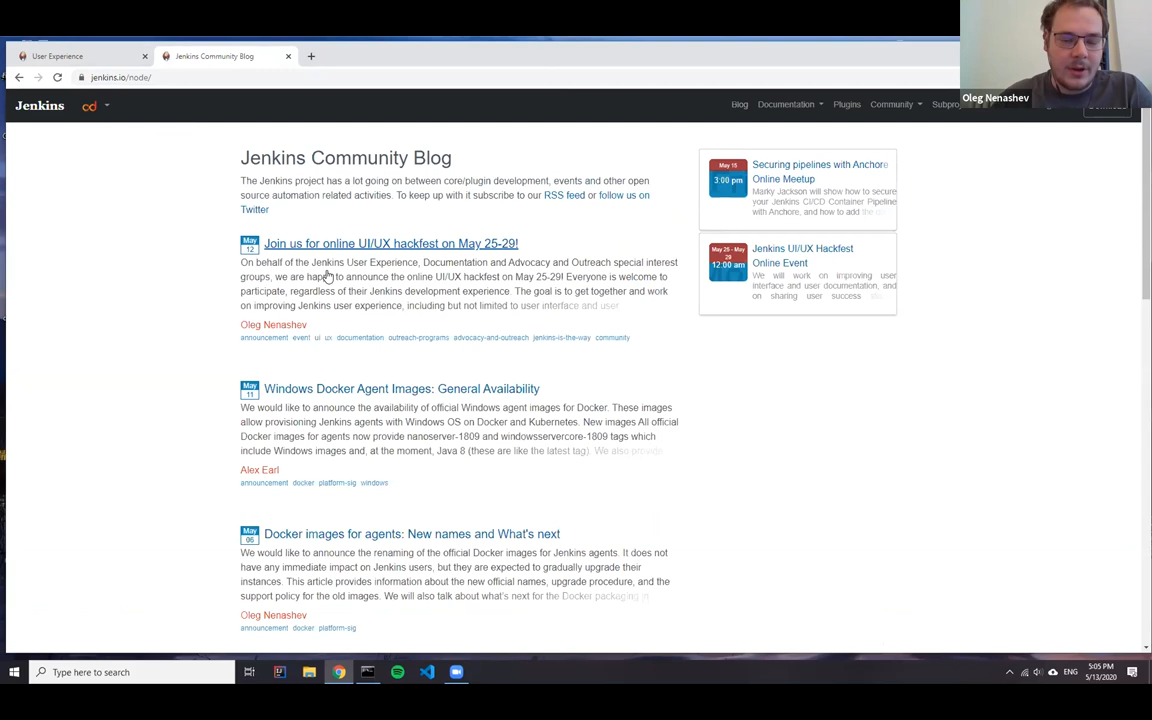 User Experience
Jenkins Community Blog
jenkins.io/node/
Oleg Nenashev
Jenkins
cd
Blog
Documentation
Plugins
Community
Jenkins Community Blog
The Jenkins project has a lot going on between core/plugin development, events and other open
source automation related activities. To keep up with it subscribe to our RSS feed or follow us on
Twitter
May
12
Join us for online UI/UX hackfest on May 25-29!
On behalf of the Jenkins User Experience, Documentation and Advocacy and Outreach special interest
groups, we are happy to announce the online UI/UX hackfest on May 25-29! Everyone is welcome to
participate, regardless of their Jenkins development experience. The goal is to get together and work
on improving Jenkins user experience, including but not limited to user interface and user
Oleg Nenashev
announcement event ui ux documentation outreach-programs advocacy-and-outreach jenkins-is-the-way community
May
11
Windows Docker Agent Images: General Availability
We would like to announce the availability of official Windows agent images for Docker. These images
allow provisioning Jenkins agents with Windows OS on Docker and Kubernetes. New images All official
Docker images for agents now provide nanoserver-1809 and windowsservercore-1809 tags which
include Windows images and, at the moment, Java 8 (these are like the latest tag). We also provide
Alex Earl
announcement docker platform-sig windows
May
06
Docker images for agents: New names and What's next
We would like to announce the renaming of the official Docker images for Jenkins agents. It does not
have any immediate impact on Jenkins users, but they are expected to gradually upgrade their
instances. This article provides information about the new official names, upgrade procedure, and the
support policy for the old images. We will also talk about what's next for the Docker packaging in
Oleg Nenashev
announcement docker platform-sig
May 15
3:00 pm
Securing pipelines with Anchore
Online Meetup
Marky Jackson will show how to secure
your Jenkins CI/CD Container Pipeline
with Anchore, and how to add the
May 25 - May
29
12:00 am
Jenkins UI/UX Hackfest
Online Event
We will work on improving user
interface and user documentation, and
on sharing user success
Type here to search
ENG
5:05 PM
5/13/2020